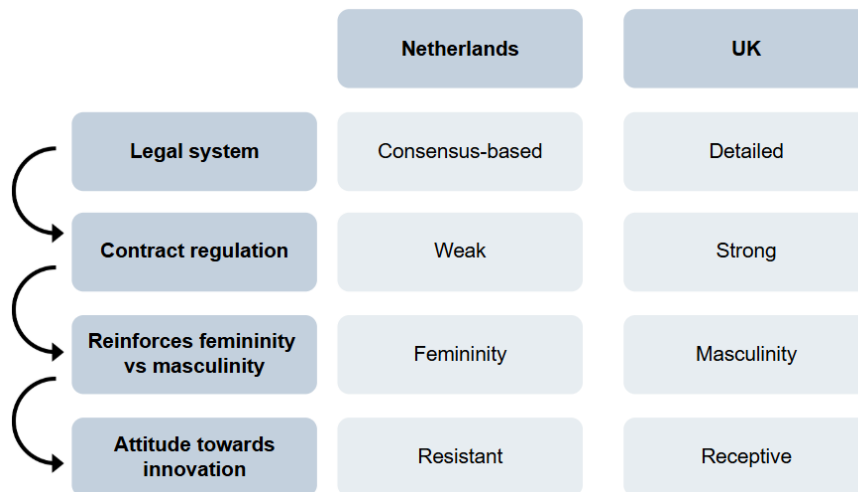 Netherlands UK
Legal system Consensus-based Detailed
Contract regulation Weak Strong
Reinforces femininity
vs masculinity Femininity Masculinity
Attitude towards
innovation Resistant Receptive